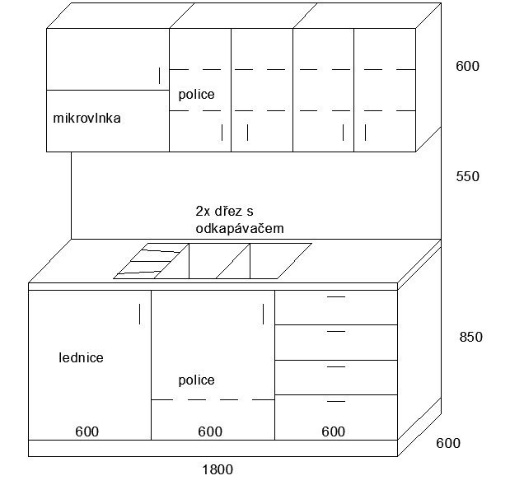 600
police
mikrovlnka
550
2x dřez s
odkapávačem
850
lednice
police
600
600
600
600
1800